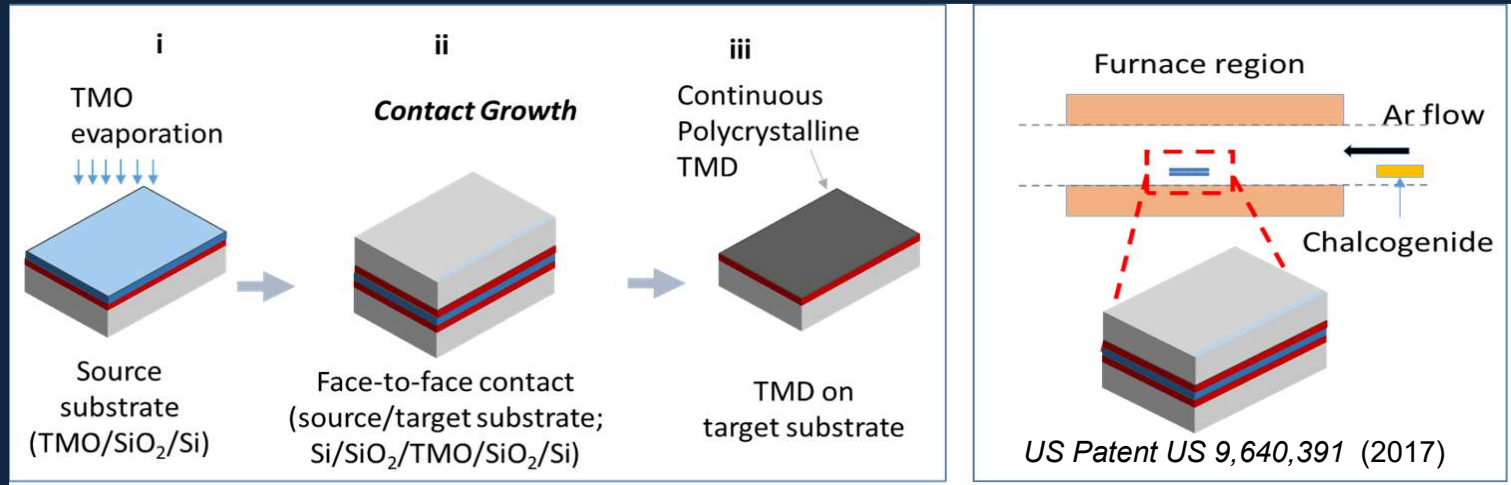 i
TMO
evaporation
Source
substrate
(TMO/SiO₂/Si)
ii
Contact Growth
Face-to-face contact
(source/target substrate;
Si/SiO₂/TMO/SiO₂/Si)
iii
Continuous
Polycrystalline
TMD
TMD on
target substrate
Furnace region
Ar flow
Chalcogenide
US Patent US 9,640,391 (2017)